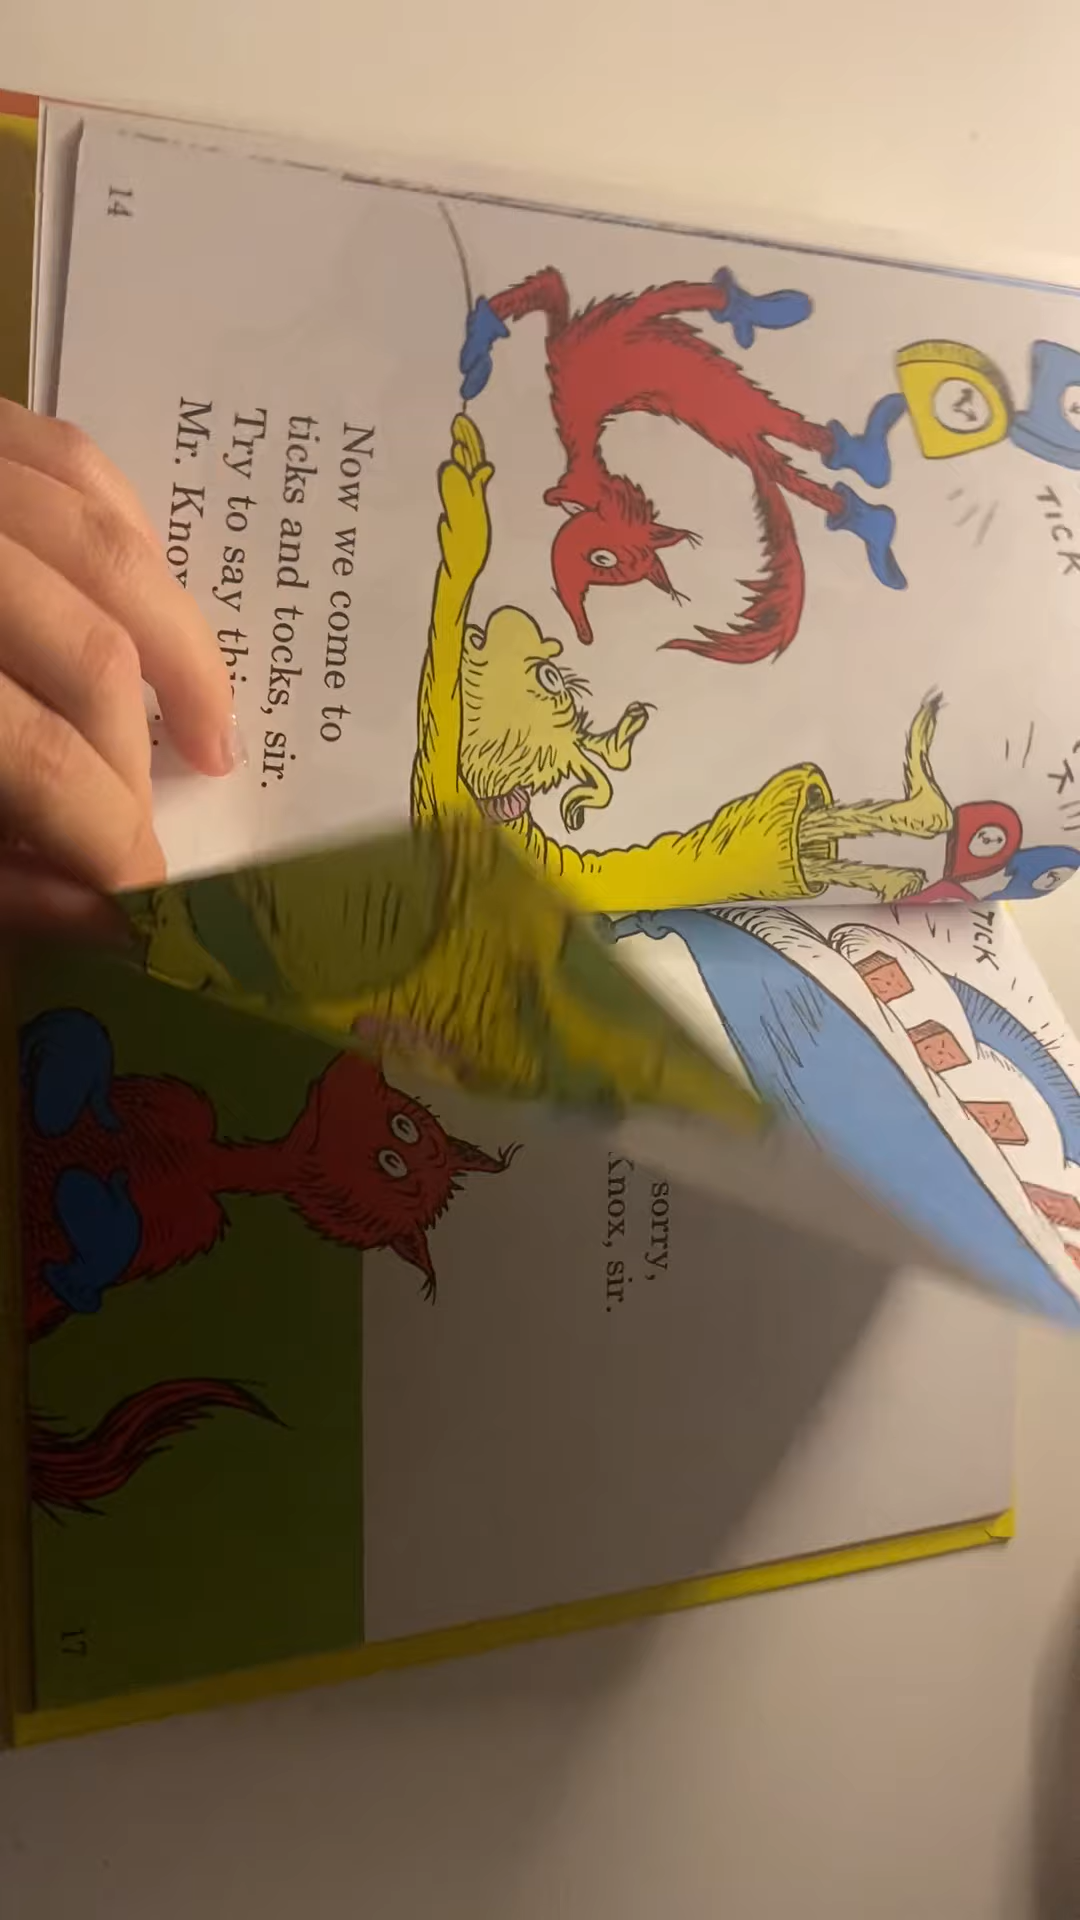 TICK
TICK
Now we come to
ticks and tocks, sir.
Try to say
Mr.
14
sorry,
Knox, sir.
17